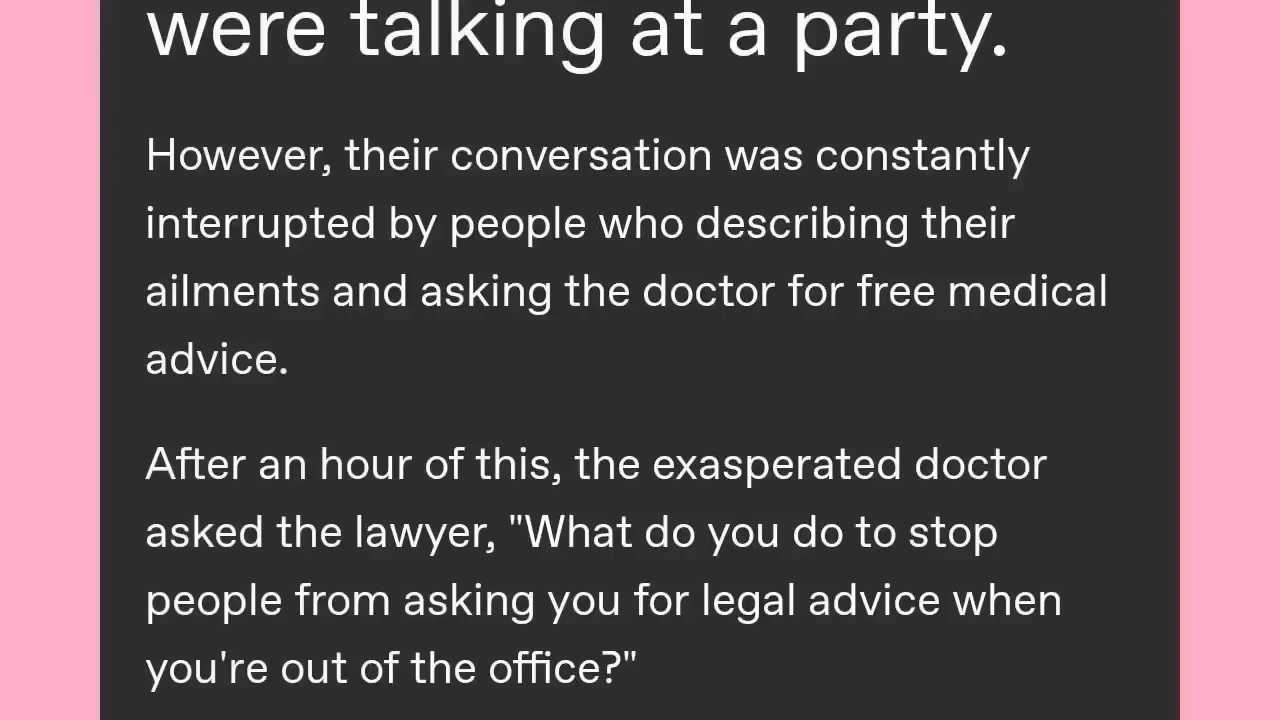 were talking at a party.
However, their conversation was constantly
interrupted by people who describing their
ailments and asking the doctor for free medical
advice.
After an hour of this, the exasperated doctor
asked the lawyer, "What do you do to stop
people from asking you for legal advice when
you're out of the office?"